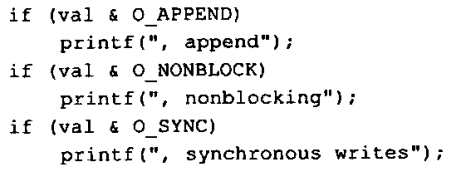 if (val & O_APPEND)
    printf(", append");
if (val & O_NONBLOCK)
    printf(", nonblocking");
if (val & O_SYNC)
    printf(", synchronous writes");